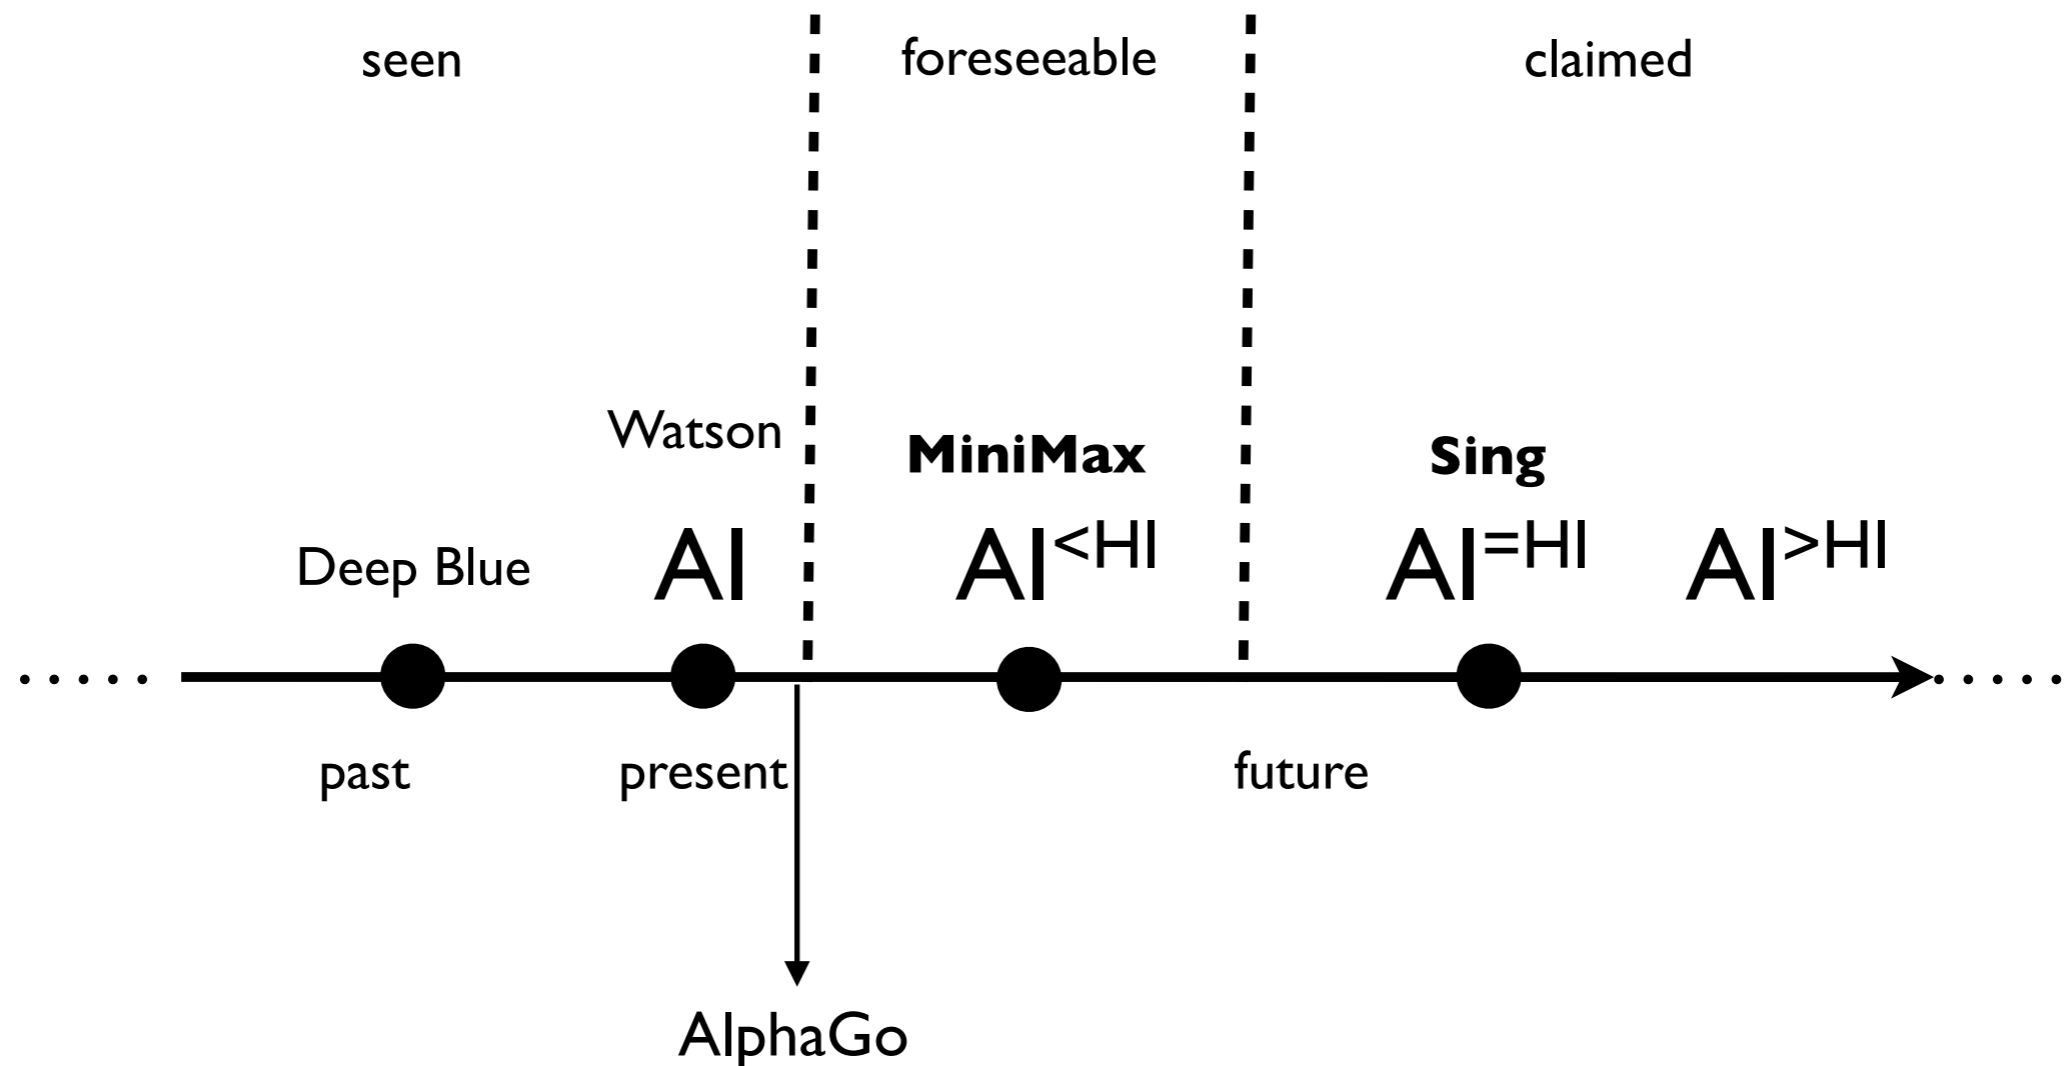 seen
foreseeable
claimed
Watson
MiniMax
Sing
Deep Blue
AI
AI<HI
AI=HI
AI>HI
past
present
future
AlphaGo